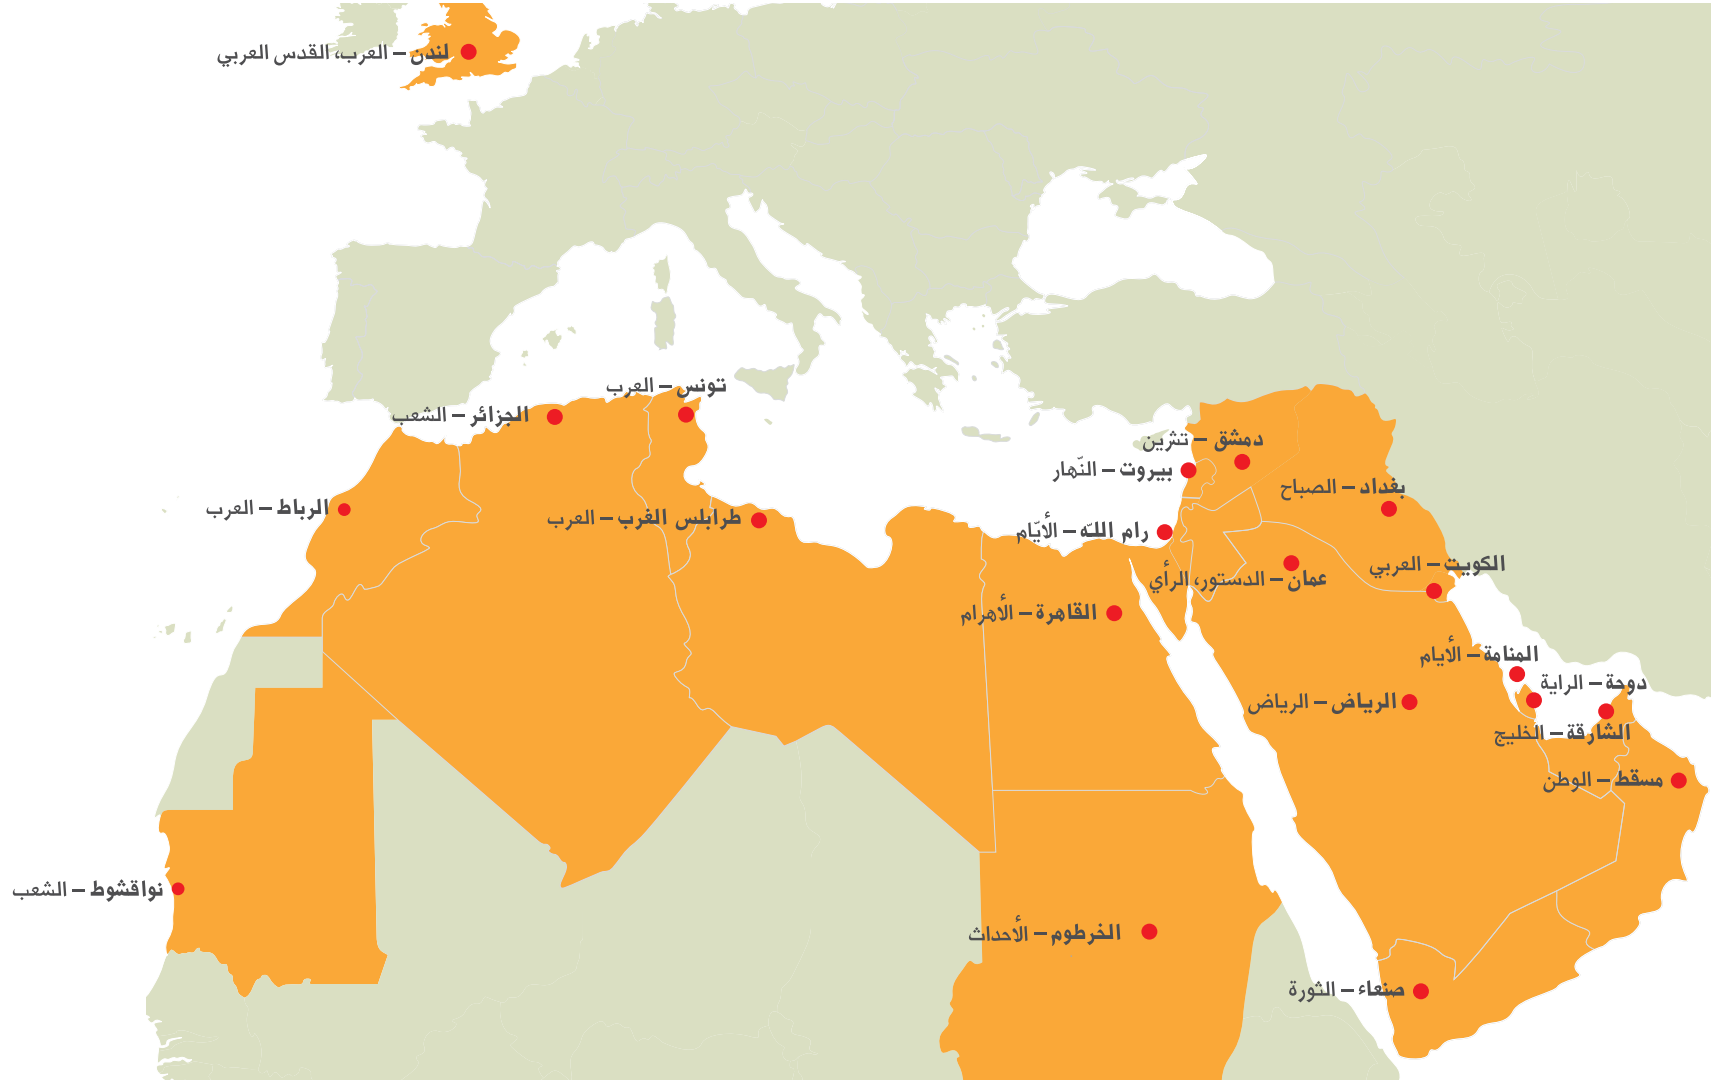 لندن – العرب، القدس العربي
تونس – العرب
الجزائر – الشعب
دمشق – تشرين
بيروت – النّهار
بغداد – الصباح
الرباط – العرب
طرابلس الغرب – العرب
رام اللـه – الأيّام
الكويت – العربي
عمان – الدستور، الرأي
القاهرة – الأهرام
المنامة – الأيام
دوحة – الراية
الرياض – الرياض
الشارقة – الخليج
مسقط – الوطن
نواقشوط – الشعب
الخرطوم – الأحداث
صنعاء – الثورة